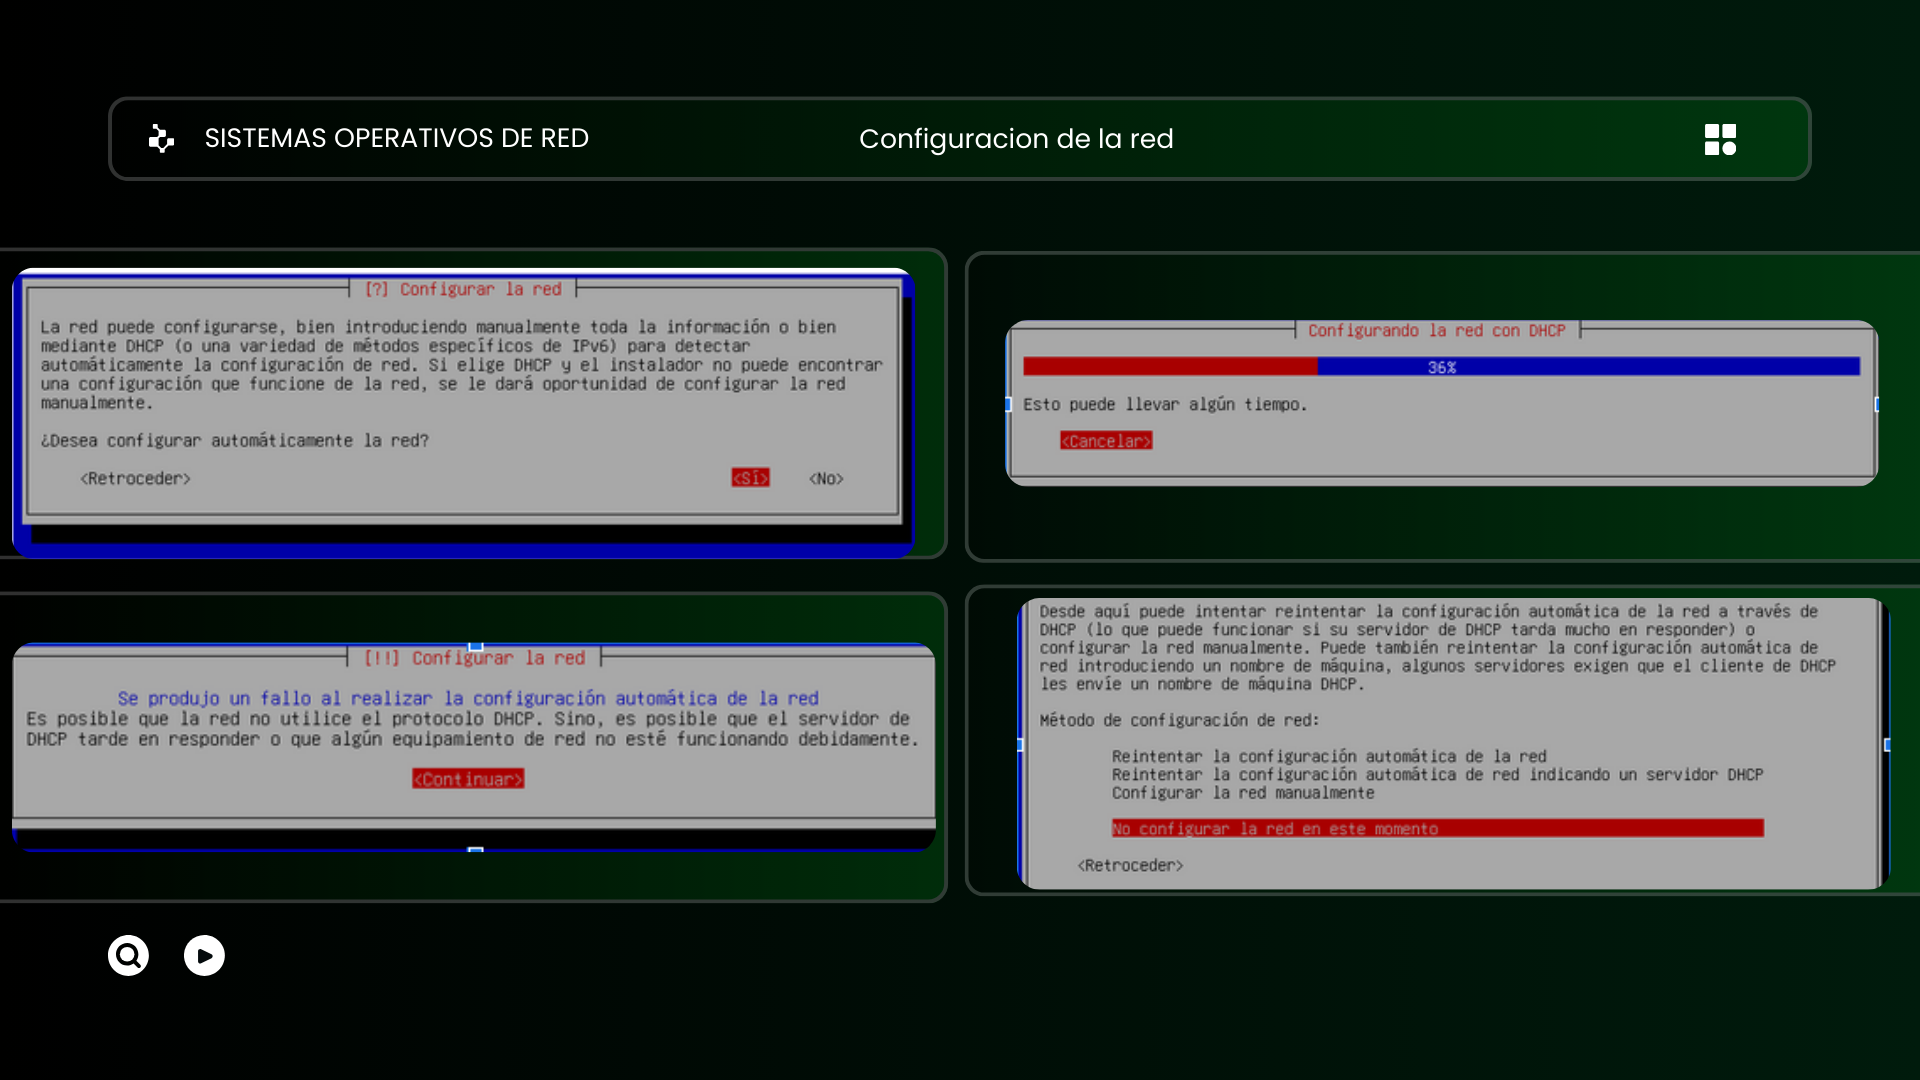 SISTEMAS OPERATIVOS DE RED
Configuracion de la red
[?] Configurar la red
La red puede configurarse, bien introduciendo manualmente toda la información o bien
mediante DHCP (o una variedad de métodos específicos de IPv6) para detectar
automáticamente la configuración de red. Si elige DHCP y el instalador no puede encontrar
una configuración que funcione de la red, se le dará oportunidad de configurar la red
manualmente.
¿Desea configurar automáticamente la red?
<Retroceder> <Sí> <No>
Configurando la red con DHCP
36%
Esto puede llevar algún tiempo.
<Cancelar>
[!!] Configurar la red
Se produjo un fallo al realizar la configuración automática de la red
Es posible que la red no utilice el protocolo DHCP. Sino, es posible que el servidor de
DHCP tarde en responder o que algún equipamiento de red no esté funcionando debidamente.
<Continuar>
Desde aquí puede intentar reintentar la configuración automática de la red a través de
DHCP (lo que puede funcionar si su servidor de DHCP tarda mucho en responder) o
configurar la red manualmente. Puede también reintentar la configuración automática de
red introduciendo un nombre de máquina, algunos servidores exigen que el cliente de DHCP
les envíe un nombre de máquina DHCP.
Método de configuración de red:
Reintentar la configuración automática de la red
Reintentar la configuración automática de red indicando un servidor DHCP
Configurar la red manualmente
No configurar la red en este momento
<Retroceder>